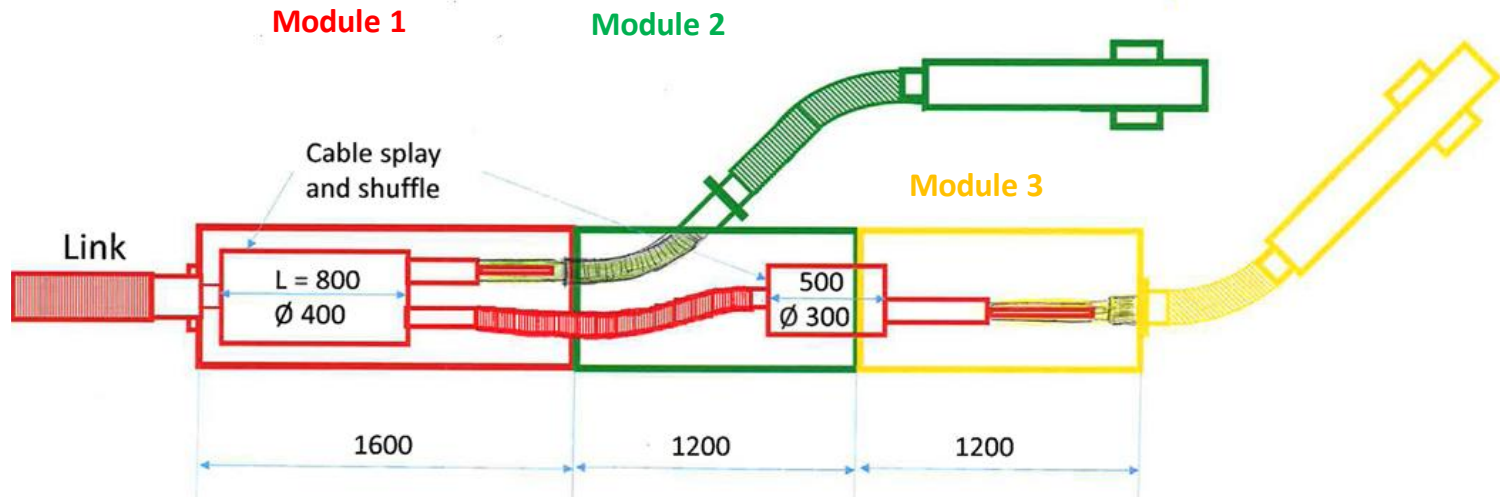 Module 1
Module 2
Cable splay
and shuffle
Module 3
Link
L = 800
Ø 400
500
Ø 300
1600
1200
1200